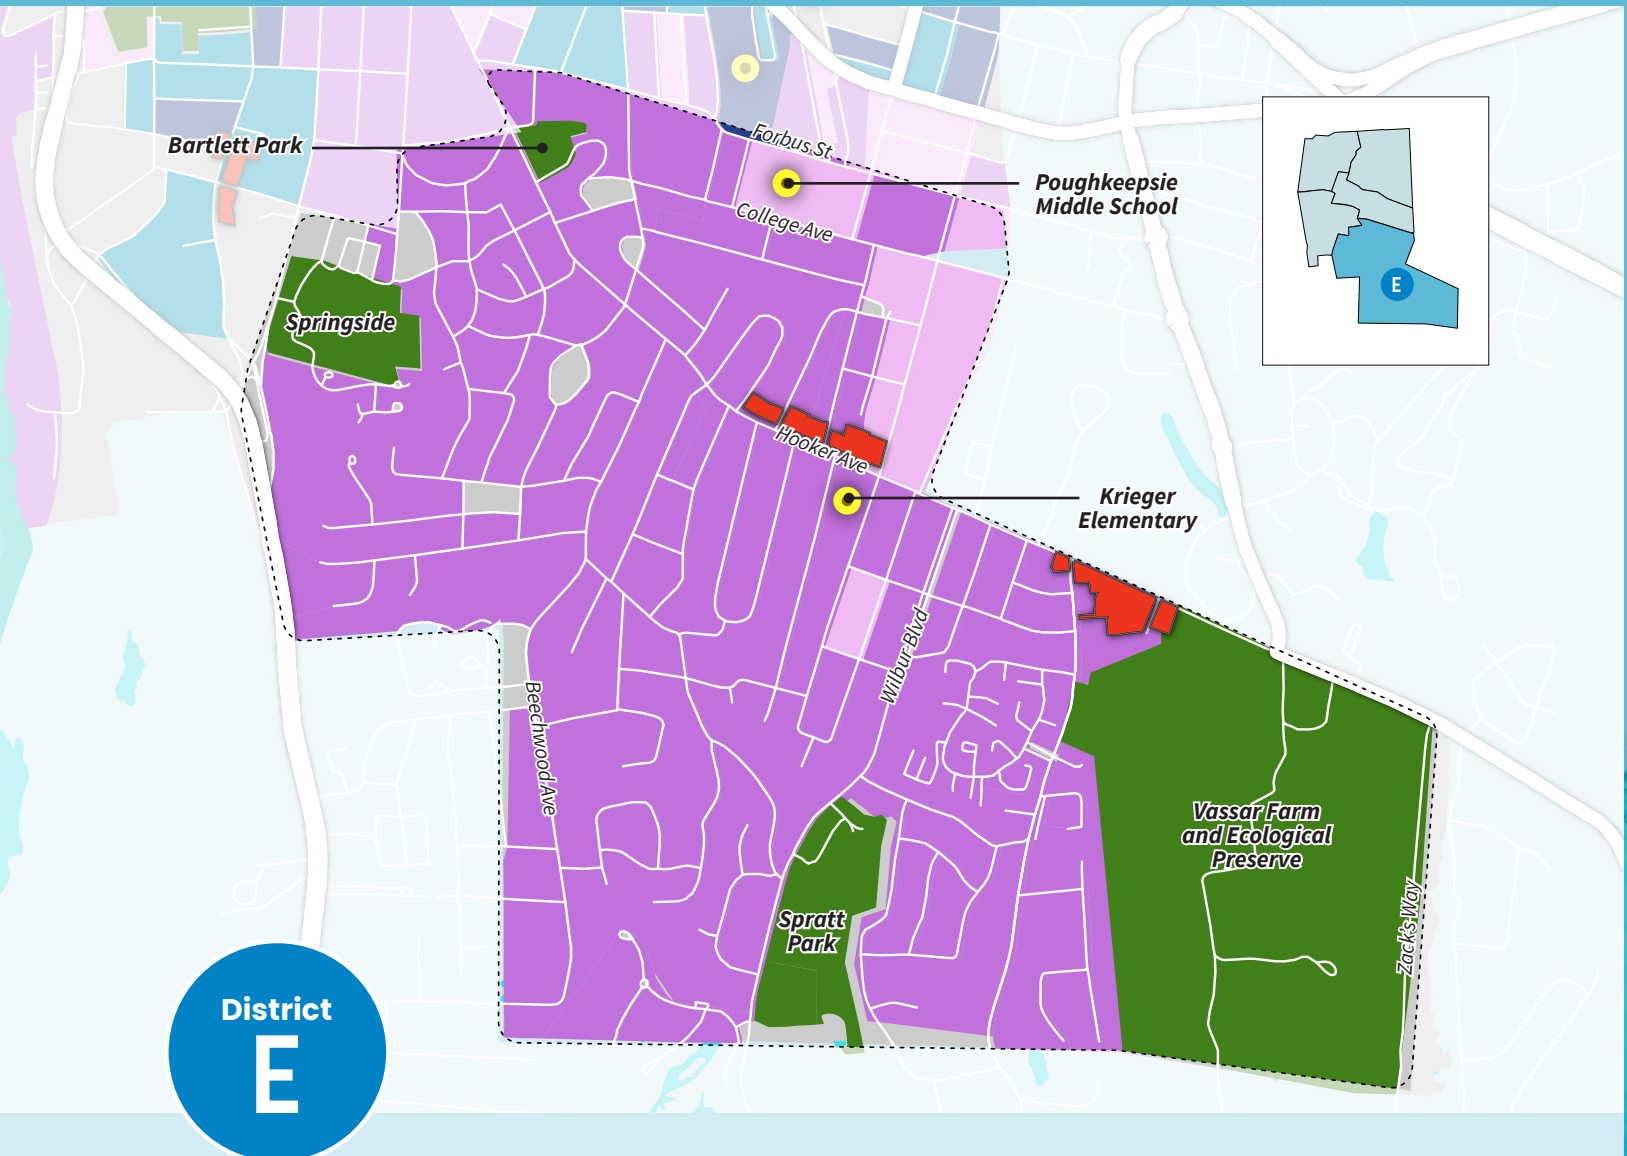 Forbus St
Bartlett Park
Poughkeepsie
Middle School
College Ave
E
Springside
Hooker Ave
Krieger
Elementary
Wilbur Blvd
Beechwood Ave
Vassar Farm
and Ecological
Preserve
Spratt
Park
Zack's Way
District
E